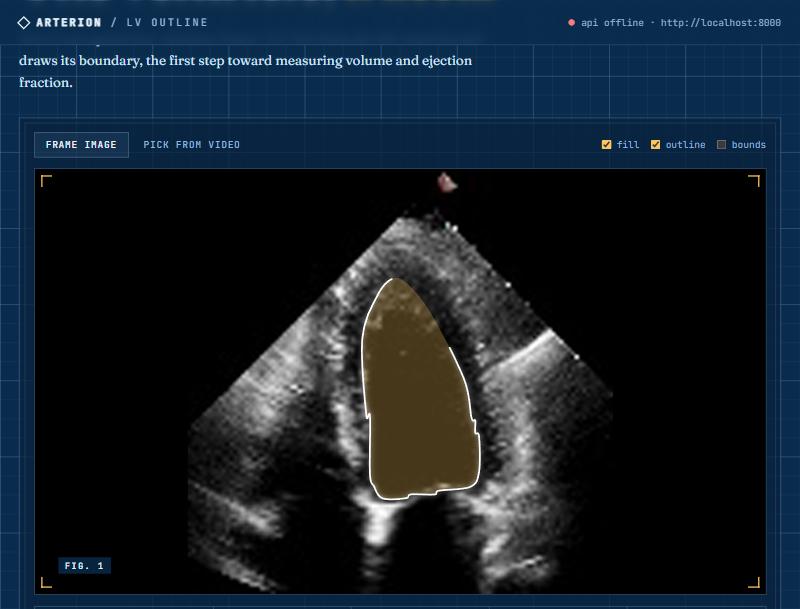 ARTERION / LV OUTLINE
api offline · http://localhost:8000
draws its boundary, the first step toward measuring volume and ejection
fraction.
FRAME IMAGE
PICK FROM VIDEO
fill
outline
bounds
FIG. 1